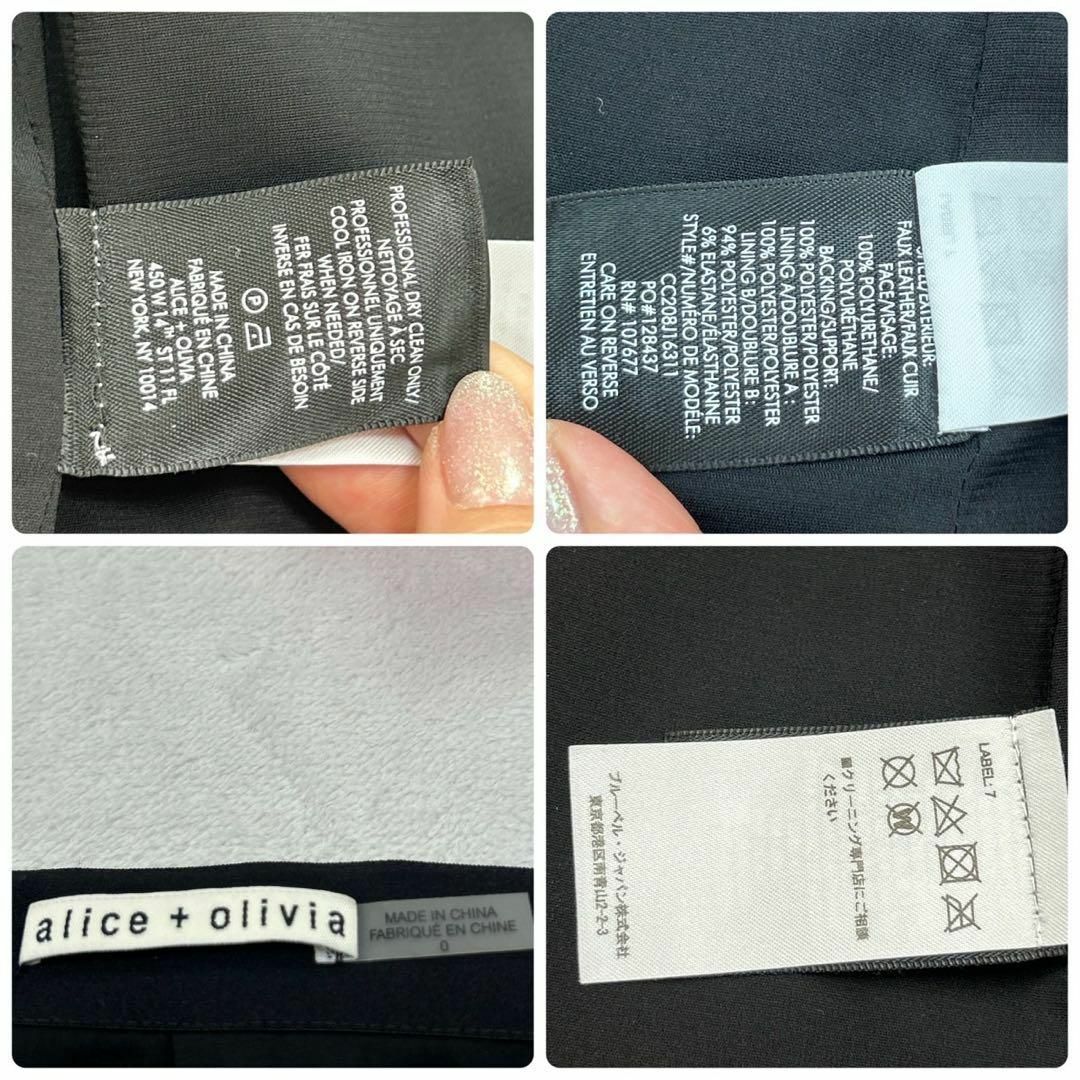 PROFESSIONAL DRY CLEAN ONLY/
NETTOYAGE À SEC
PROFESSIONNEL UNIQUEMENT
COOL IRON ON REVERSE SIDE
WHEN NEEDED/
FER FRAIS SUR LE CÔTÉ
INVERSE EN CAS DE BESOIN
P
MADE IN CHINA
FABRIQUÉ EN CHINE
ALICE + OLIVIA
450 W 14TH ST 11 FL
NEW YORK, NY 10014
FAUX LEATHER/FAUX CUIR
FACE/VISAGE:
100% POLYURETHANE/
POLYURÉTHANE
BACKING/SUPPORT:
100% POLYESTER/POLYESTER
LINING A/DOUBLURE A :
100% POLYESTER/POLYESTER
LINING B/DOUBLURE B:
94% POLYESTER/POLYESTER
6% ELASTANE/ÉLASTHANNE
STYLE#/NUMÉRO DE MODÈLE:
CC208J16311
PO#128437
RN# 107677
CARE ON REVERSE
ENTRETIEN AU VERSO
alice + olivia
MADE IN CHINA
FABRIQUÉ EN CHINE
0
LABEL: 7
W
■クリーニング専門店にご相談
ください
ブルーベル・ジャパン株式会社
東京都港区南青山2-2-3